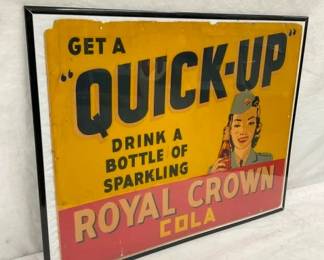 GET A
"QUICK-UP"
DRINK A
BOTTLE OF
SPARKLING
ROYAL CROWN
COLA